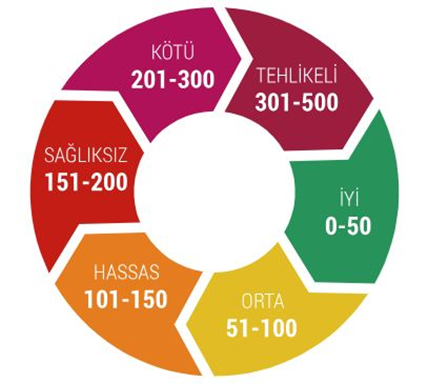 KÖTÜ
201-300
TEHLİKELİ
301-500
SAĞLIKSIZ
151-200
İYİ
0-50
HASSAS
101-150
ORTA
51-100